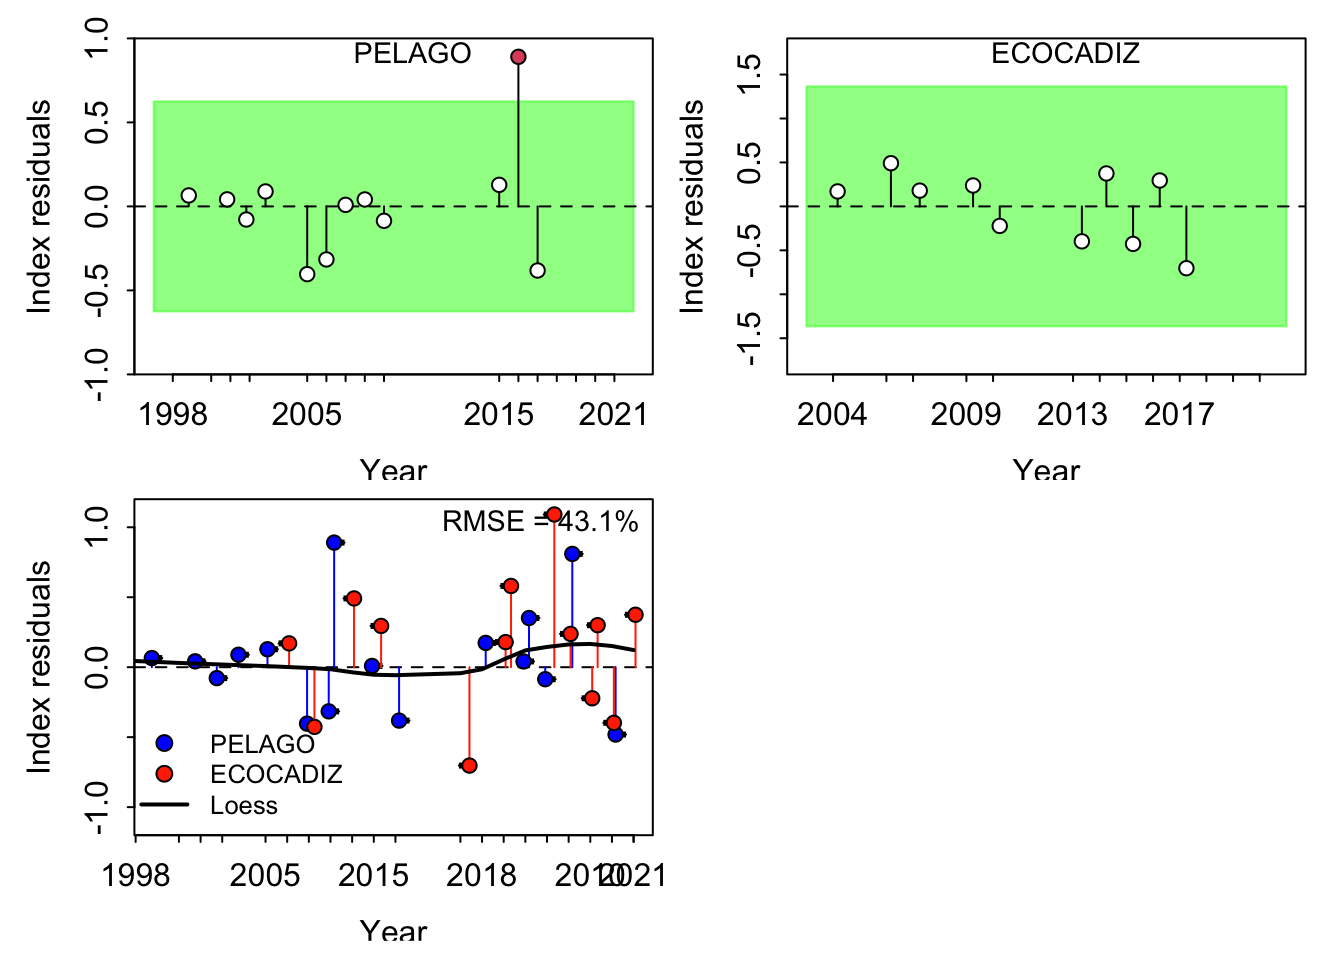 PELAGO
Index residuals
1.0
0.5
0.0
-0.5
-1.0
1998 2005 2015 2021
Year
ECOCADIZ
Index residuals
1.5
0.5
-0.5
-1.5
2004 2009 2013 2017
Year
RMSE = 43.1%
Index residuals
1.0
0.0
-1.0
PELAGO
ECOCADIZ
Loess
1998 2005 2015 2018 2010 2021
Year